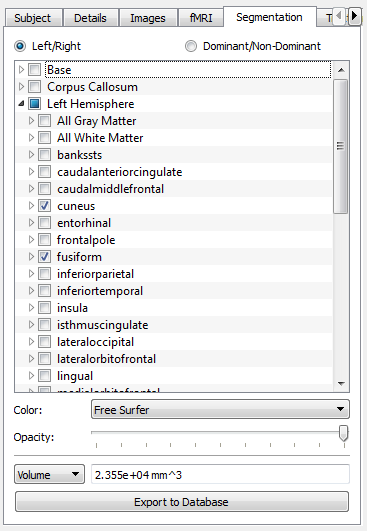 Subject Details Images fMRI Segmentation T
Left/Right Dominant/Non-Dominant
Base
Corpus Callosum
Left Hemisphere
All Gray Matter
All White Matter
bankssts
caudalanteriorcingulate
caudalmiddlefrontal
cuneus
entorhinal
frontalpole
fusiform
inferiorparietal
inferiortemporal
insula
isthmuscingulate
lateraloccipital
lateralorbitofrontal
lingual
medialorbitofrontal
Color: Free Surfer
Opacity:
Volume 2.355e+04 mm^3
Export to Database